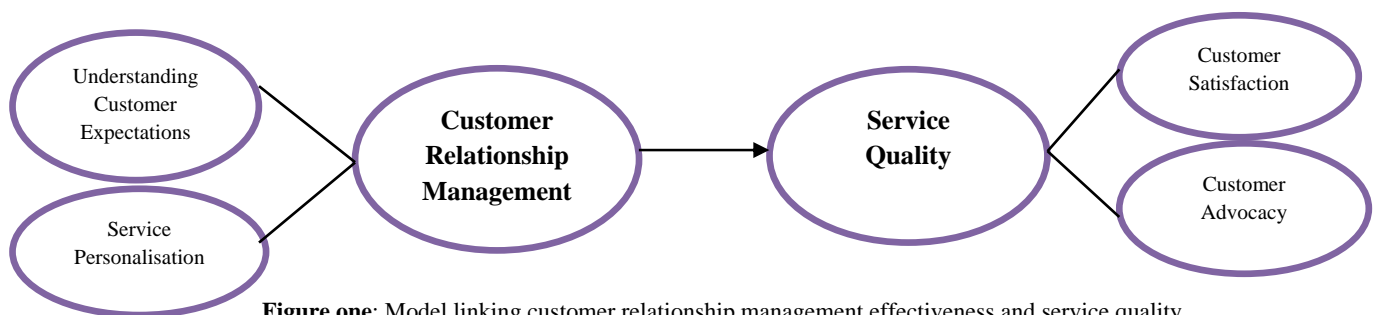 Understanding
Customer
Expectations
Service
Personalisation
Customer
Relationship
Management
Service
Quality
Customer
Satisfaction
Customer
Advocacy
Figure one: Model linking customer relationship management effectiveness and service quality